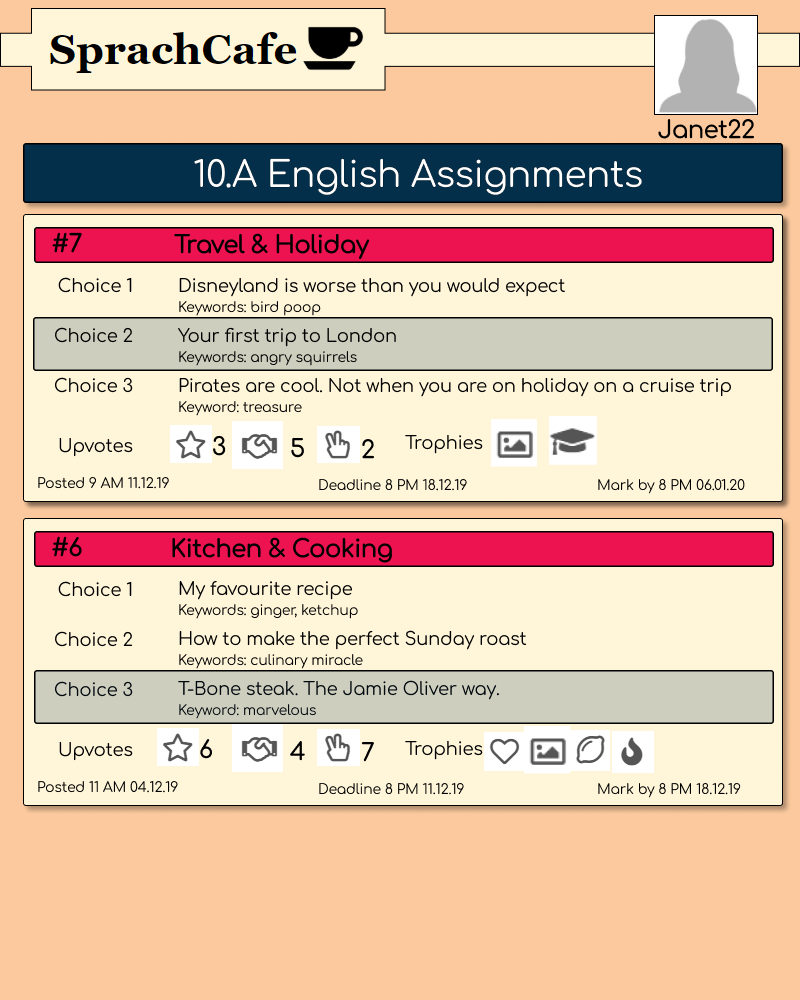 SprachCafe
Janet22
10.A English Assignments
#7 Travel & Holiday
Choice 1 Disneyland is worse than you would expect
Keywords: bird poop
Choice 2 Your first trip to London
Keywords: angry squirrels
Choice 3 Pirates are cool. Not when you are on holiday on a cruise trip
Keyword: treasure
Upvotes 3 5 2 Trophies
Posted 9 AM 11.12.19 Deadline 8 PM 18.12.19 Mark by 8 PM 06.01.20
#6 Kitchen & Cooking
Choice 1 My favourite recipe
Keywords: ginger, ketchup
Choice 2 How to make the perfect Sunday roast
Keywords: culinary miracle
Choice 3 T-Bone steak. The Jamie Oliver way.
Keyword: marvelous
Upvotes 6 4 7 Trophies
Posted 11 AM 04.12.19 Deadline 8 PM 11.12.19 Mark by 8 PM 18.12.19